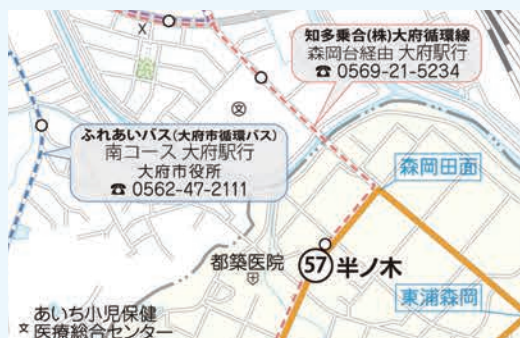 知多乗合(株)大府循環線
森岡台経由 大府駅行
☎ 0569-21-5234
ふれあいバス(大府市循環バス)
南コース 大府駅行
大府市役所
☎ 0562-47-2111
森岡田面
都築医院
57 半ノ木
東浦森岡
あいち小児保健
医療総合センター